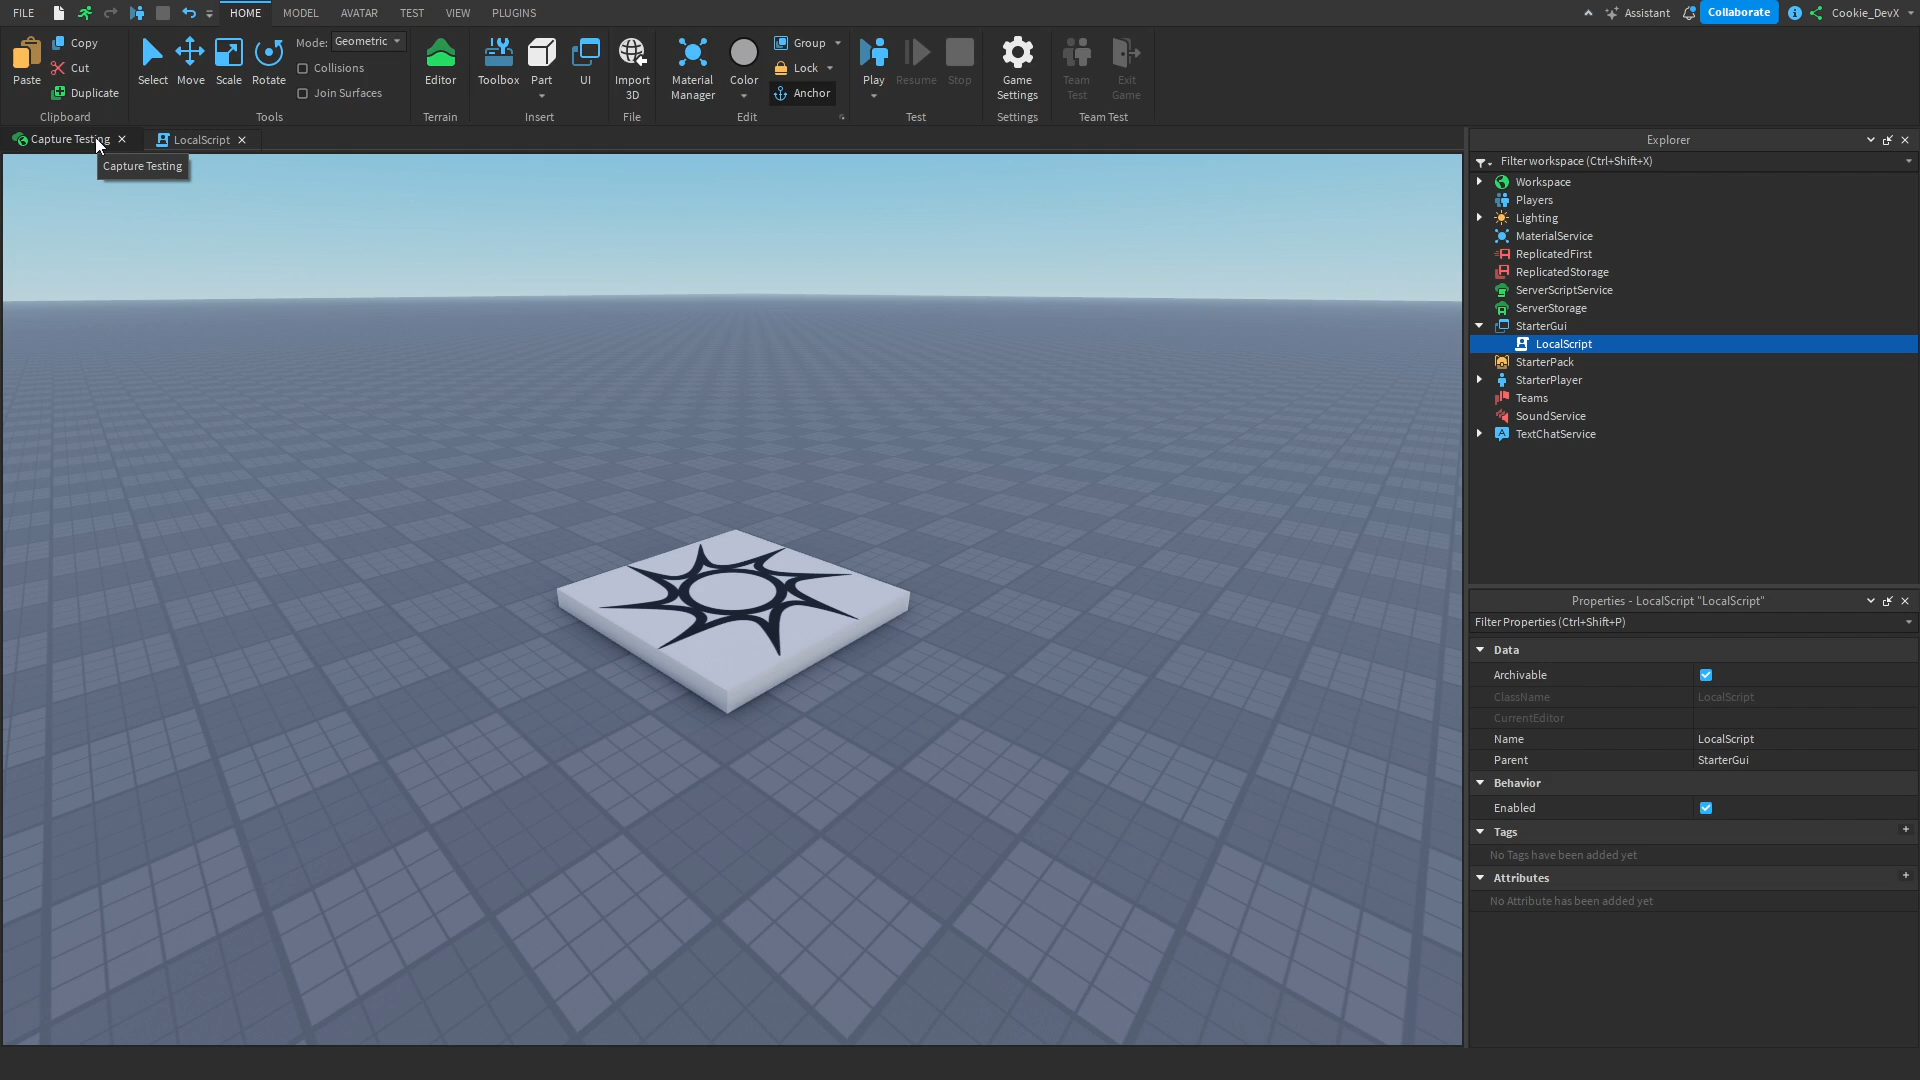 FILE
HOME
MODEL
AVATAR
TEST
VIEW
PLUGINS
Assistant
Collaborate
Cookie_DevX
Paste
Copy
Cut
Duplicate
Clipboard
Select
Move
Scale
Rotate
Mode: Geometric
Collisions
Join Surfaces
Tools
Editor
Terrain
Toolbox
Part
UI
Insert
Import
3D
File
Material
Manager
Color
Group
Lock
Anchor
Edit
Play
Resume
Stop
Test
Game
Settings
Settings
Team
Test
Exit
Game
Team Test
Capture Testing
LocalScript
Capture Testing
Explorer
Filter workspace (Ctrl+Shift+X)
Workspace
Players
Lighting
MaterialService
ReplicatedFirst
ReplicatedStorage
ServerScriptService
ServerStorage
StarterGui
LocalScript
StarterPack
StarterPlayer
Teams
SoundService
TextChatService
Properties - LocalScript "LocalScript"
Filter Properties (Ctrl+Shift+P)
Data
Archivable
ClassName LocalScript
CurrentEditor
Name LocalScript
Parent StarterGui
Behavior
Enabled
Tags
No Tags have been added yet
Attributes
No Attribute has been added yet